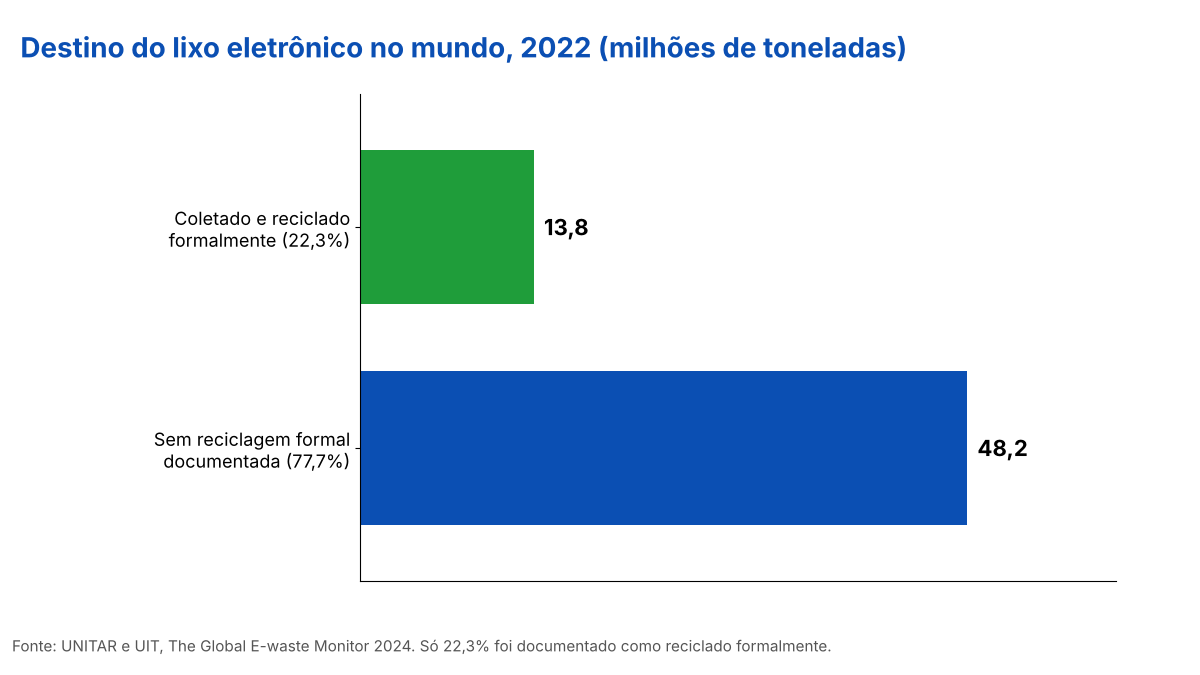 Destino do lixo eletrônico no mundo, 2022 (milhões de toneladas)
Coletado e reciclado
formalmente (22,3%)
13,8
Sem reciclagem formal
documentada (77,7%)
48,2
Fonte: UNITAR e UIT, The Global E-waste Monitor 2024. Só 22,3% foi documentado como reciclado formalmente.